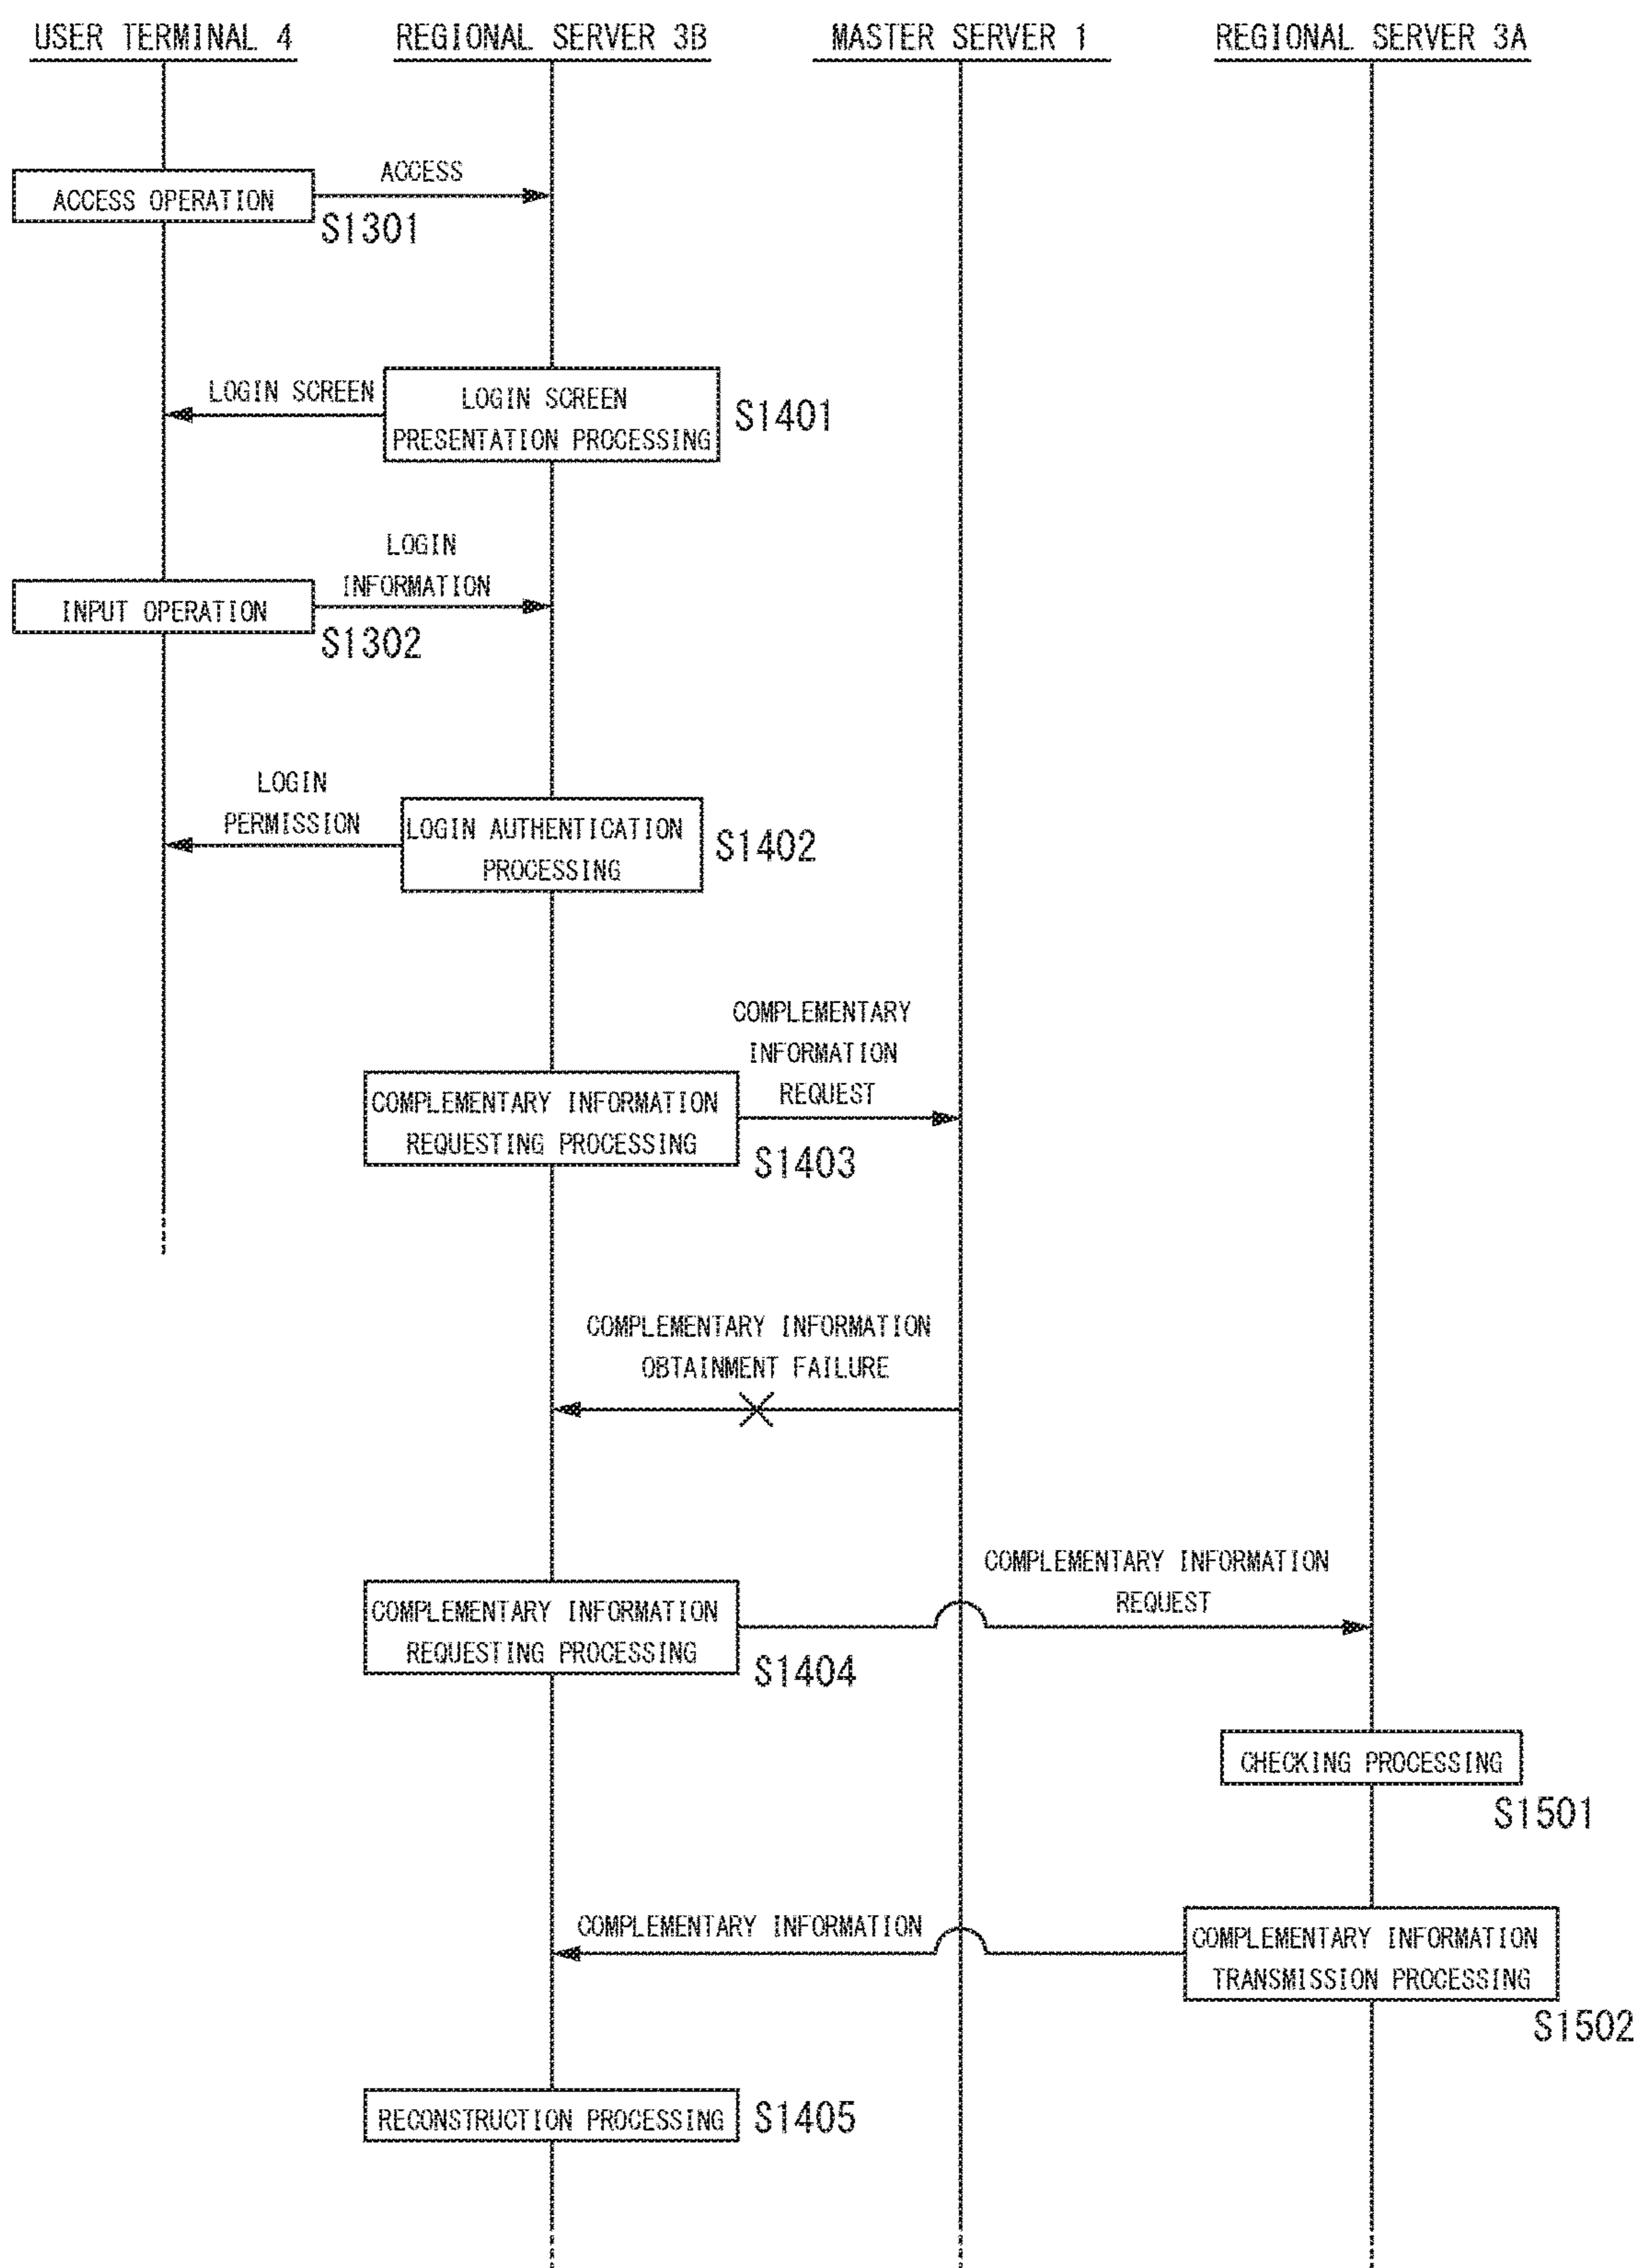 USER TERMINAL 4
REGIONAL SERVER 3B
MASTER SERVER 1
REGIONAL SERVER 3A
ACCESS OPERATION
ACCESS
S1301
LOGIN SCREEN
LOGIN SCREEN
PRESENTATION PROCESSING
S1401
INPUT OPERATION
LOGIN
INFORMATION
S1302
LOGIN
PERMISSION
LOGIN AUTHENTICATION
PROCESSING
S1402
COMPLEMENTARY INFORMATION
REQUESTING PROCESSING
COMPLEMENTARY
INFORMATION
REQUEST
S1403
COMPLEMENTARY INFORMATION
OBTAINMENT FAILURE
COMPLEMENTARY INFORMATION
REQUESTING PROCESSING
S1404
COMPLEMENTARY INFORMATION
REQUEST
CHECKING PROCESSING
S1501
COMPLEMENTARY INFORMATION
COMPLEMENTARY INFORMATION
TRANSMISSION PROCESSING
S1502
RECONSTRUCTION PROCESSING
S1405